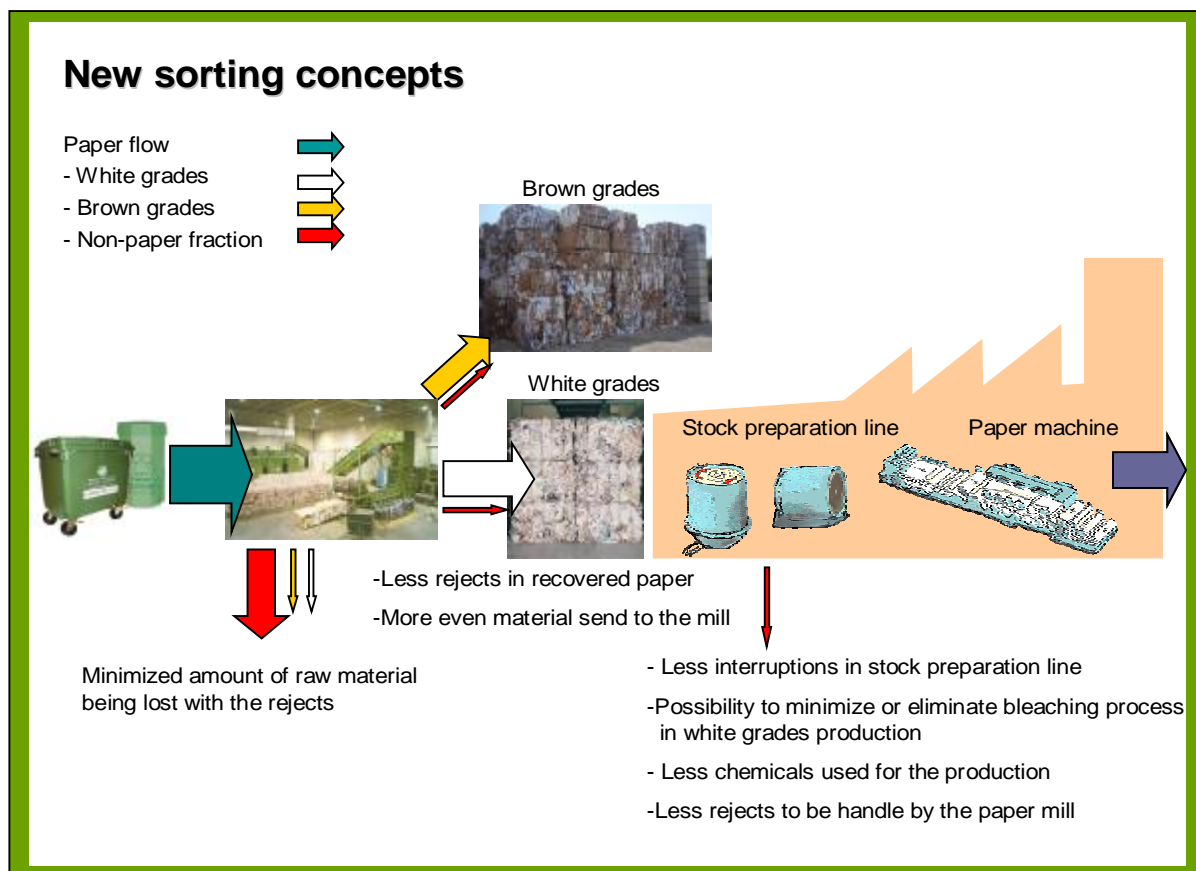 New sorting concepts
Paper flow
- White grades
- Brown grades
- Non-paper fraction
Brown grades
White grades
Stock preparation line
Paper machine
-Less rejects in recovered paper
-More even material send to the mill
Minimized amount of raw material
being lost with the rejects
- Less interruptions in stock preparation line
-Possibility to minimize or eliminate bleaching process
in white grades production
- Less chemicals used for the production
-Less rejects to be handle by the paper mill